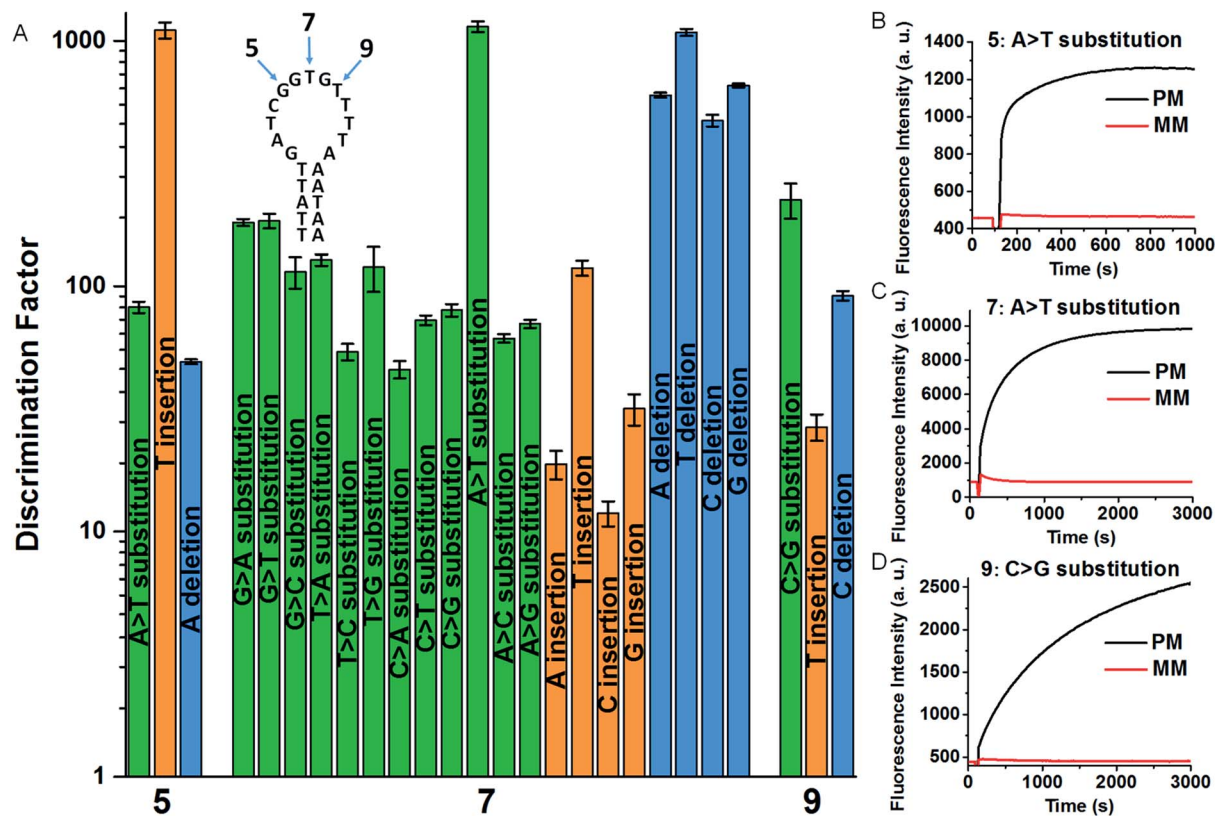 A
Discrimination Factor
1000
100
10
1
5
7
9
G G T G
C T
T T
A T
G A
T A
T A
T A
A T
T A
T A
A>T substitution
T insertion
A deletion
G>A substitution
G>T substitution
G>C substitution
T>A substitution
T>C substitution
T>G substitution
C>A substitution
C>T substitution
C>G substitution
A>T substitution
A>C substitution
A>G substitution
A insertion
T insertion
C insertion
G insertion
A deletion
T deletion
C deletion
G deletion
C>G substitution
T insertion
C deletion
5
7
9
B
5: A>T substitution
Fluorescence Intensity (a. u.)
1400
1200
1000
800
600
400
PM
MM
0 200 400 600 800 1000
Time (s)
C
7: A>T substitution
Fluorescence Intensity (a. u.)
10000
8000
6000
4000
2000
0
PM
MM
0 1000 2000 3000
Time (s)
D
9: C>G substitution
Fluorescence Intensity (a. u.)
2500
2000
1500
1000
500
PM
MM
0 1000 2000 3000
Time (s)